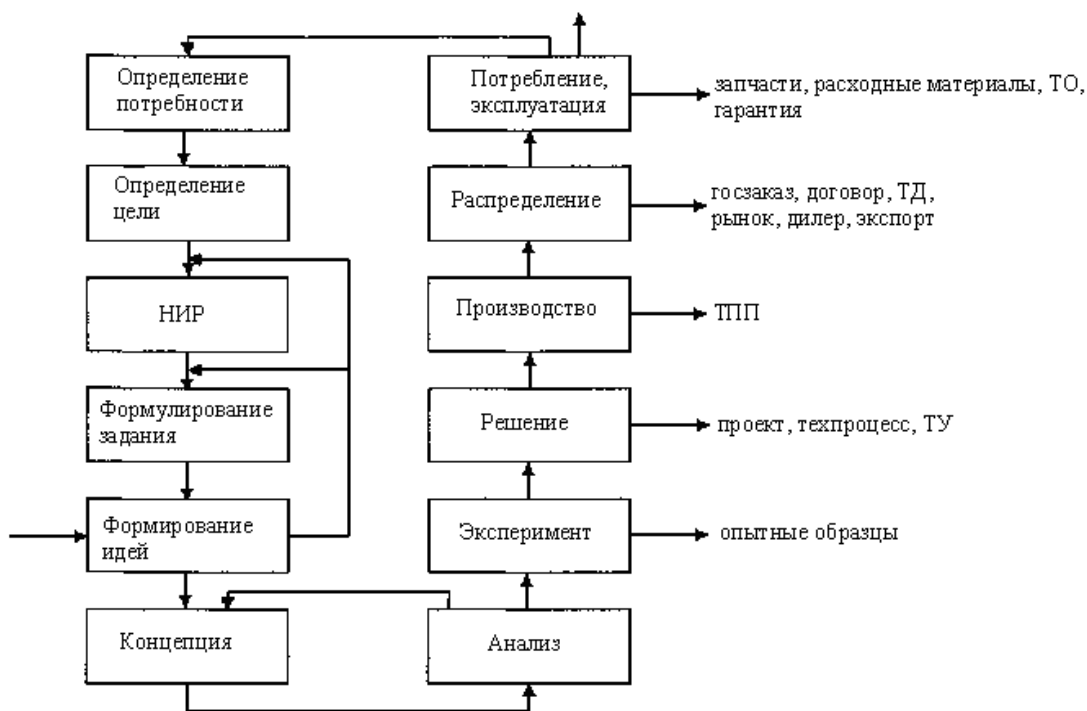 Определение
потребности
Определение
цели
НИР
Формулирование
задания
Формирование
идей
Концепция
Потребление,
эксплуатация
запчасти, расходные материалы, ТО,
гарантия
Распределение
госзаказ, договор, ТД,
рынок, дилер, экспорт
Производство
ТПП
Решение
проект, техпроцесс, ТУ
Эксперимент
опытные образцы
Анализ